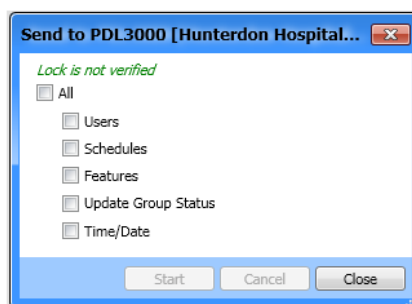 Send to PDL3000 [Hunterdon Hospital...
Lock is not verified
All
Users
Schedules
Features
Update Group Status
Time/Date
Start Cancel Close